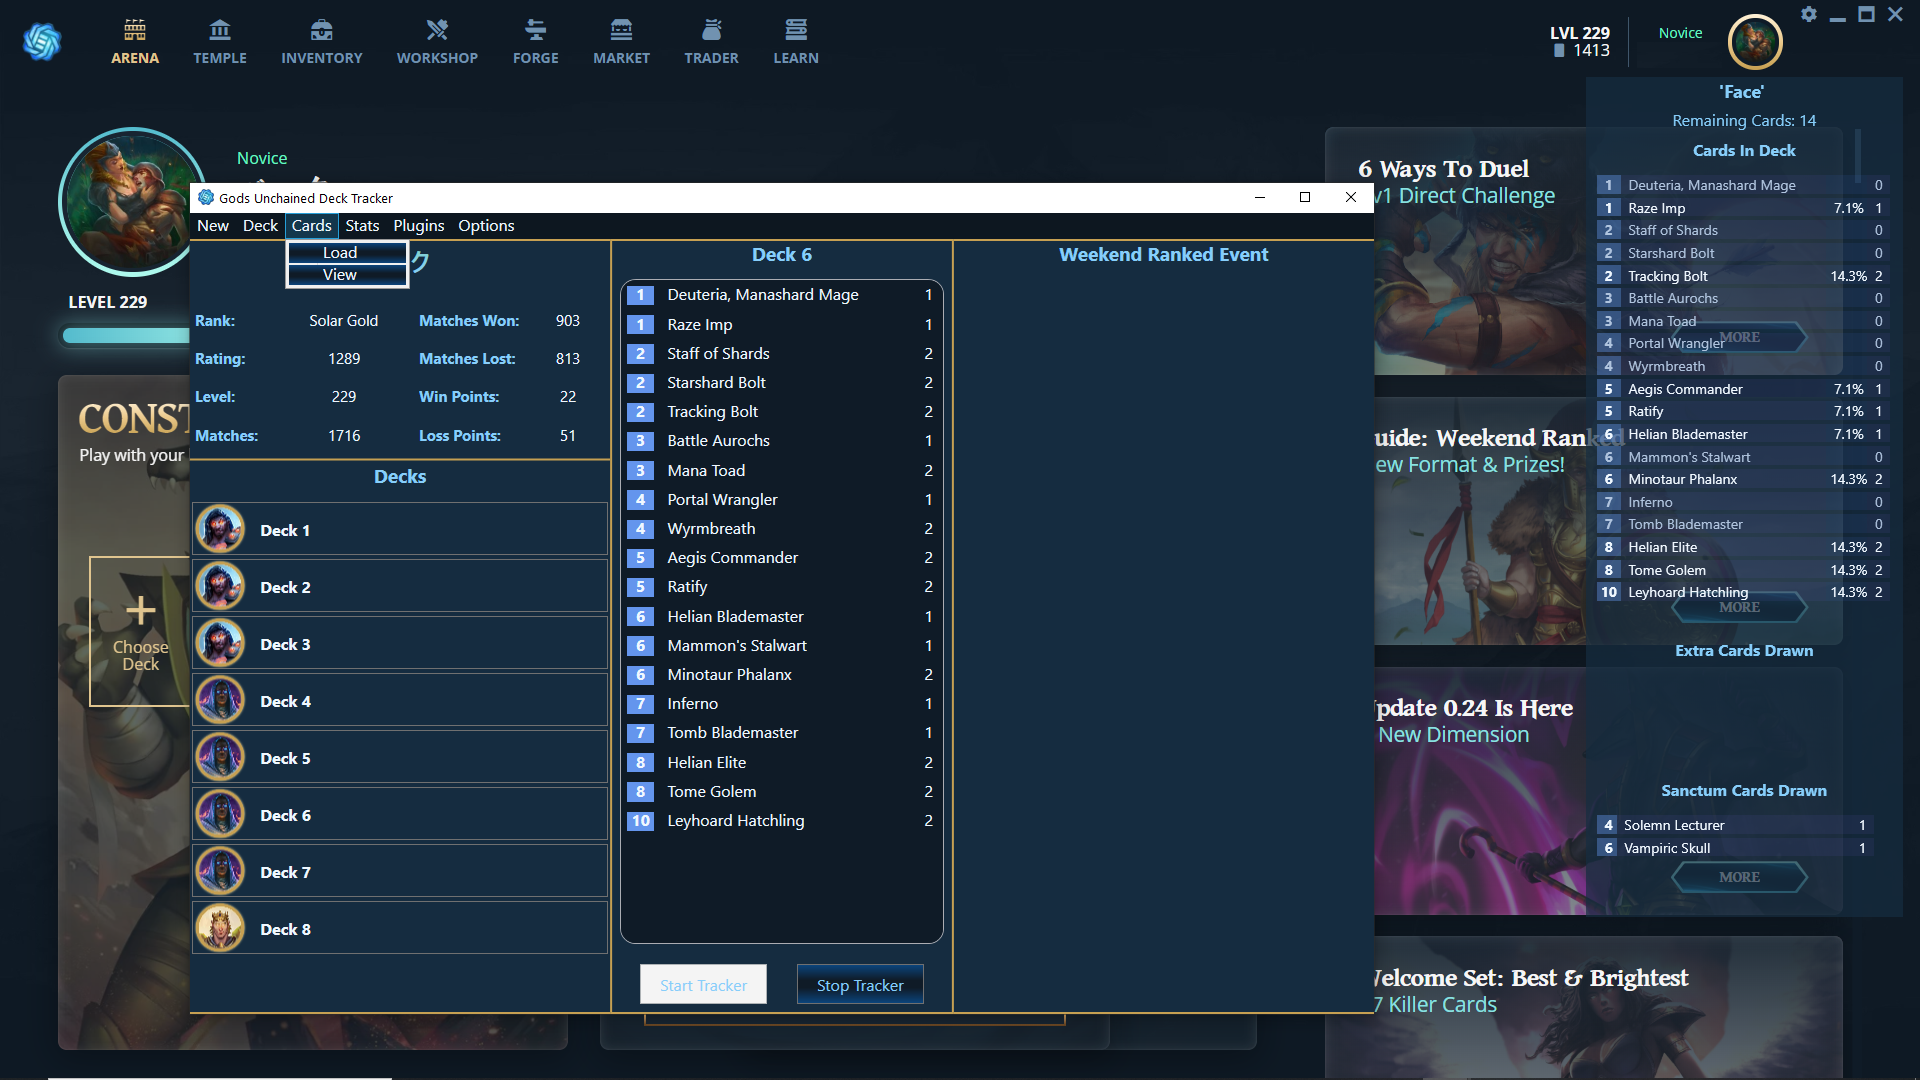 ARENA
TEMPLE
INVENTORY
WORKSHOP
FORGE
MARKET
TRADER
LEARN
LVL 229
1413
Novice
Novice
LEVEL 229
Play with your
Choose
Deck
Gods Unchained Deck Tracker
New Deck Cards Stats Plugins Options
Load
View
ク
Rank: Solar Gold Matches Won: 903
Rating: 1289 Matches Lost: 813
Level: 229 Win Points: 22
Matches: 1716 Loss Points: 51
Decks
Deck 1
Deck 2
Deck 3
Deck 4
Deck 5
Deck 6
Deck 7
Deck 8
Deck 6
1 Deuteria, Manashard Mage 1
1 Raze Imp 1
2 Staff of Shards 2
2 Starshard Bolt 2
2 Tracking Bolt 2
3 Battle Aurochs 1
3 Mana Toad 2
4 Portal Wrangler 1
4 Wyrmbreath 2
5 Aegis Commander 2
5 Ratify 2
6 Helian Blademaster 1
6 Mammon's Stalwart 1
6 Minotaur Phalanx 2
7 Inferno 1
7 Tomb Blademaster 1
8 Helian Elite 2
8 Tome Golem 2
10 Leyhoard Hatchling 2
Start Tracker
Stop Tracker
Weekend Ranked Event
6 Ways To Duel
v1 Direct Challenge
MORE
uide: Weekend Ranked
ew Format & Prizes!
MORE
pdate 0.24 Is Here
New Dimension
MORE
elcome Set: Best & Brightest
7 Killer Cards
'Face'
Remaining Cards: 14
Cards In Deck
1 Deuteria, Manashard Mage 0
1 Raze Imp 7.1% 1
2 Staff of Shards 0
2 Starshard Bolt 0
2 Tracking Bolt 14.3% 2
3 Battle Aurochs 0
3 Mana Toad 0
4 Portal Wrangler 0
4 Wyrmbreath 0
5 Aegis Commander 7.1% 1
5 Ratify 7.1% 1
6 Helian Blademaster 7.1% 1
6 Mammon's Stalwart 0
6 Minotaur Phalanx 14.3% 2
7 Inferno 0
7 Tomb Blademaster 0
8 Helian Elite 14.3% 2
8 Tome Golem 14.3% 2
10 Leyhoard Hatchling 14.3% 2
Extra Cards Drawn
Sanctum Cards Drawn
4 Solemn Lecturer 1
6 Vampiric Skull 1